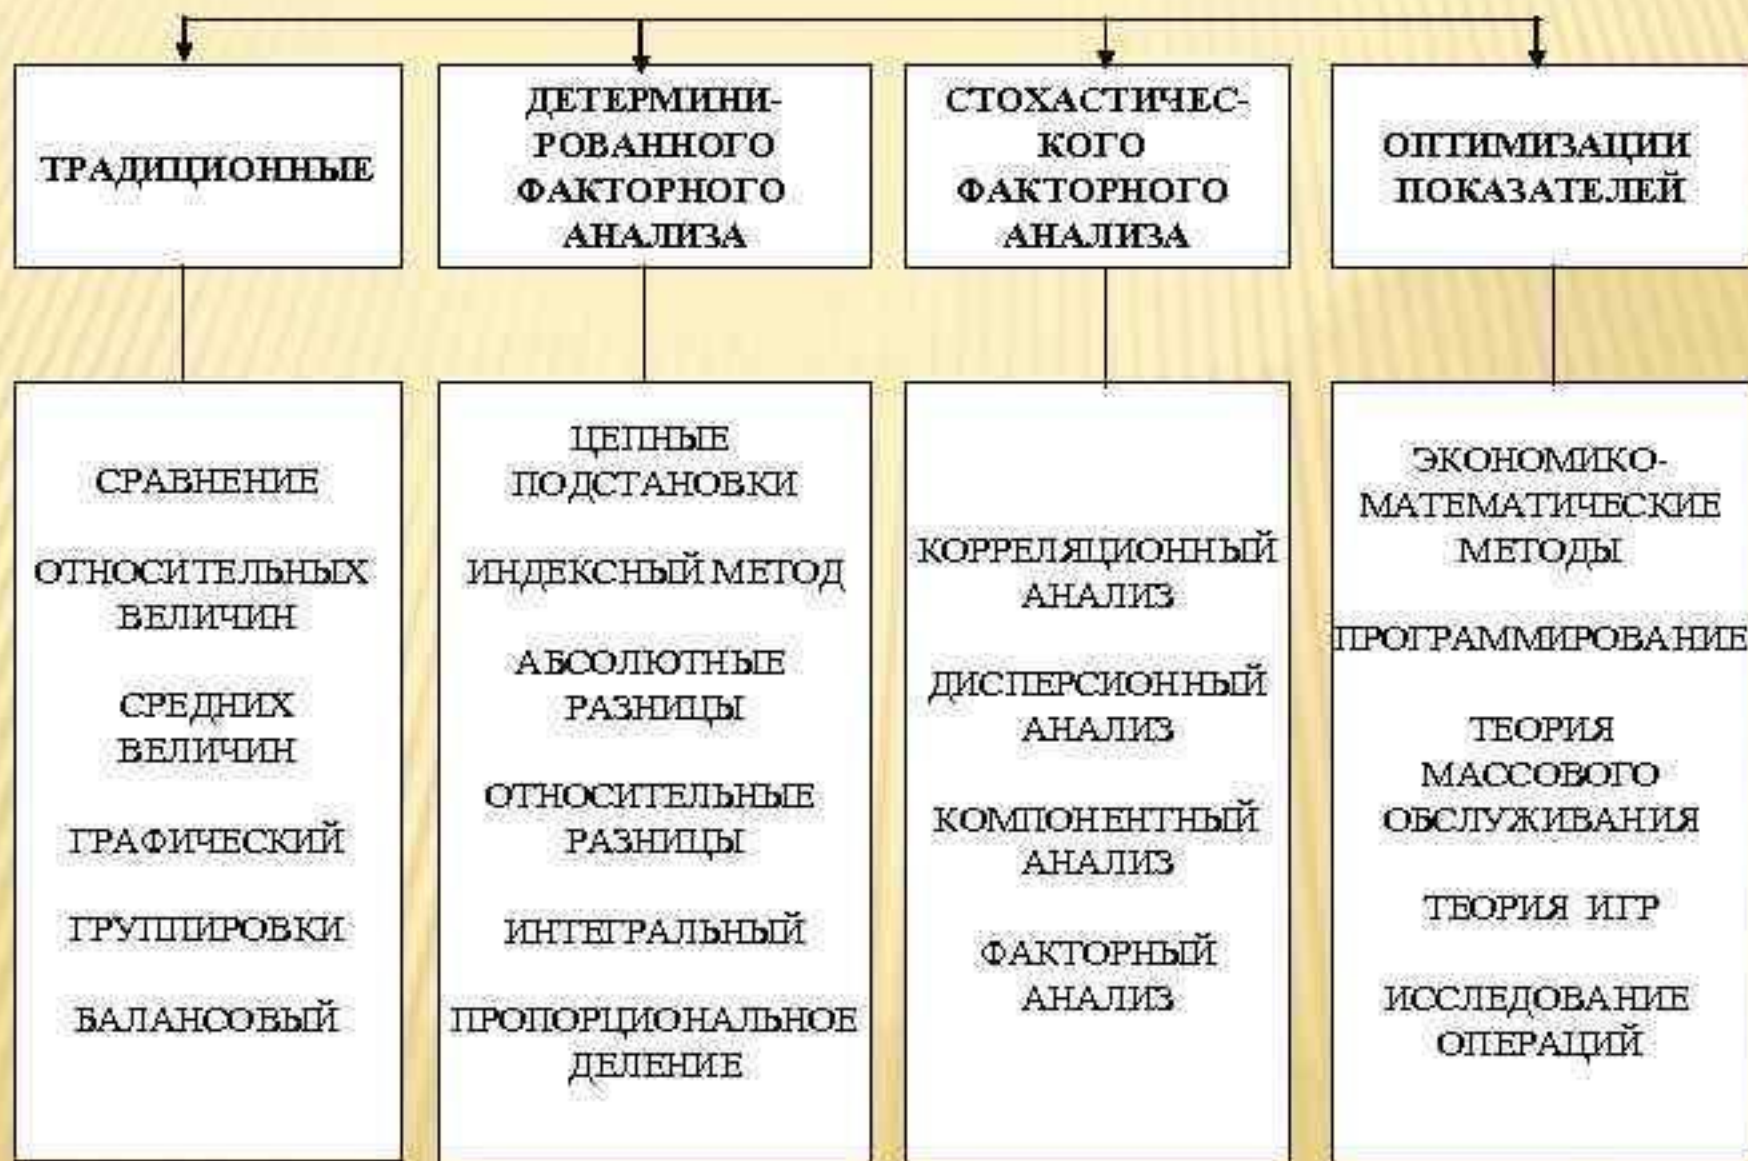 ТРАДИЦИОННЫЕ
ДЕТЕРМИНИ-
РОВАННОГО
ФАКТОРНОГО
АНАЛИЗА
СТОХАСТИЧЕС-
КОГО
ФАКТОРНОГО
АНАЛИЗА
ОПТИМИЗАЦИИ
ПОКАЗАТЕЛЕЙ
СРАВНЕНИЕ
ОТНОСИТЕЛЬНЫХ
ВЕЛИЧИН
СРЕДНИХ
ВЕЛИЧИН
ГРАФИЧЕСКИЙ
ГРУППИРОВКИ
БАЛАНСОВЫЙ
ЦЕПНЫЕ
ПОДСТАНОВКИ
ИНДЕКСНЫЙ МЕТОД
АБСОЛЮТНЫЕ
РАЗНИЦЫ
ОТНОСИТЕЛЬНЫЕ
РАЗНИЦЫ
ИНТЕГРАЛЬНЫЙ
ПРОПОРЦИОНАЛЬНОЕ
ДЕЛЕНИЕ
КОРРЕЛЯЦИОННЫЙ
АНАЛИЗ
ДИСПЕРСИОННЫЙ
АНАЛИЗ
КОМПОНЕНТНЫЙ
АНАЛИЗ
ФАКТОРНЫЙ
АНАЛИЗ
ЭКОНОМИКО-
МАТЕМАТИЧЕСКИЕ
МЕТОДЫ
ПРОГРАММИРОВАНИЕ
ТЕОРИЯ
МАССОВОГО
ОБСЛУЖИВАНИЯ
ТЕОРИЯ ИГР
ИССЛЕДОВАНИЕ
ОПЕРАЦИЙ